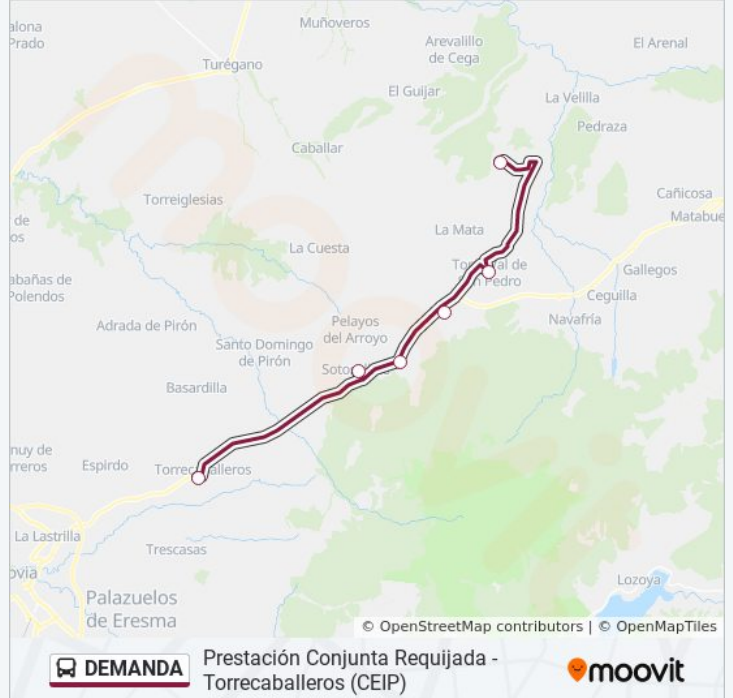 Muñoveros
alona
Prado
Arevalillo
de Cega
El Arenal
Turégano
El Guijar
La Velilla
Pedraza
Caballar
Cañicosa
Torreiglesias
Matabue
de
os
La Mata
La Cuesta
Gallegos
abañas de
Polendos
Ceguilla
Pelayos
del Arroyo
Navafría
Adrada de Pirón
Santo Domingo
de Pirón
Basardilla
nuy de
rreros
Espirdo
La Lastrilla
Trescasas
ovia
Lozoya
Palazuelos
de Eresma
© OpenStreetMap contributors | © OpenMapTiles
DEMANDA
Prestación Conjunta Requijada -
Torrecaballeros (CEIP)
moovit